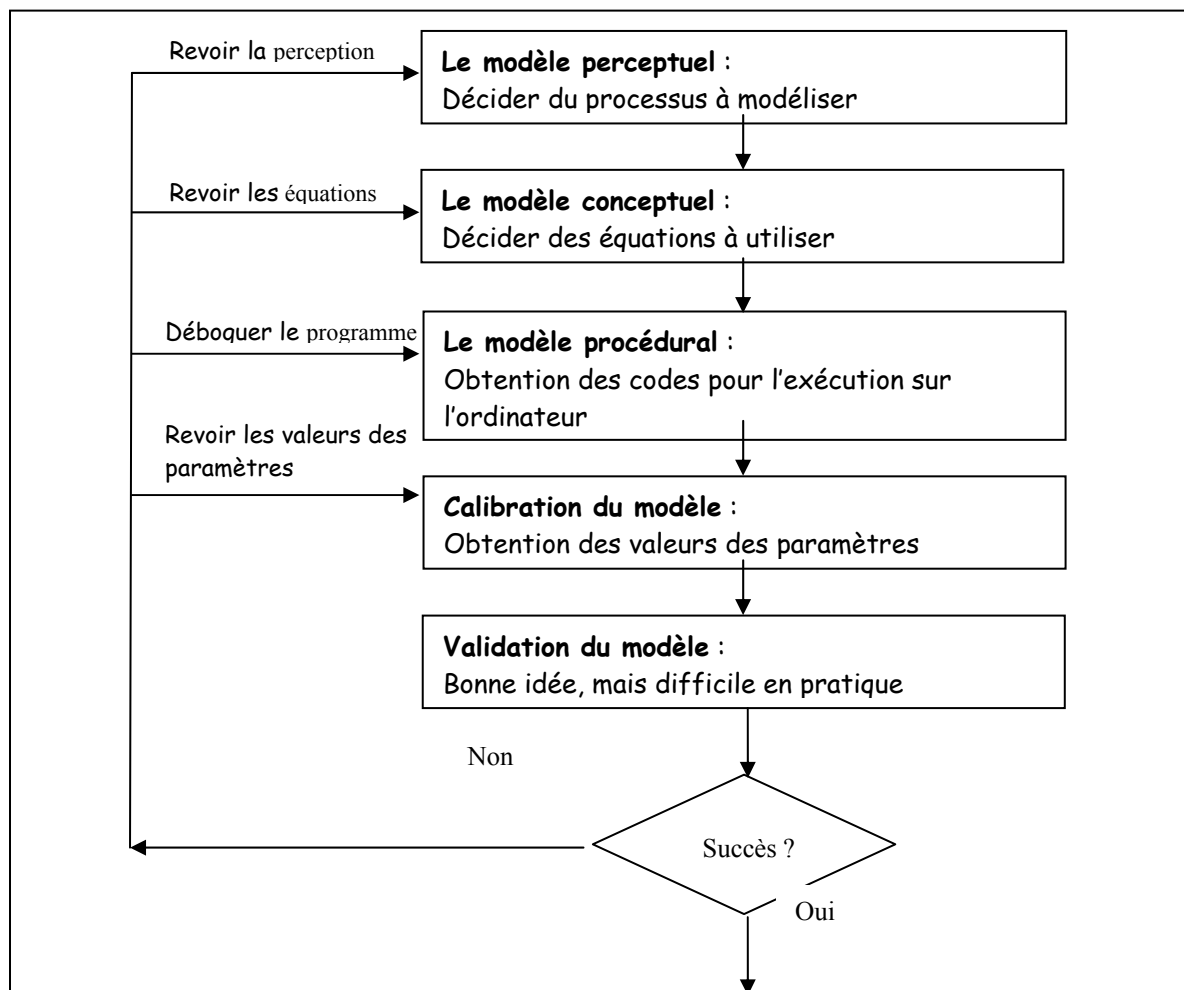 Revoir la perception
Le modèle perceptuel :
Décider du processus à modéliser
Revoir les équations
Le modèle conceptuel :
Décider des équations à utiliser
Déboquer le programme
Le modèle procédural :
Obtention des codes pour l'exécution sur
l'ordinateur
Revoir les valeurs des
paramètres
Calibration du modèle :
Obtention des valeurs des paramètres
Validation du modèle :
Bonne idée, mais difficile en pratique
Non
Succès ?
Oui